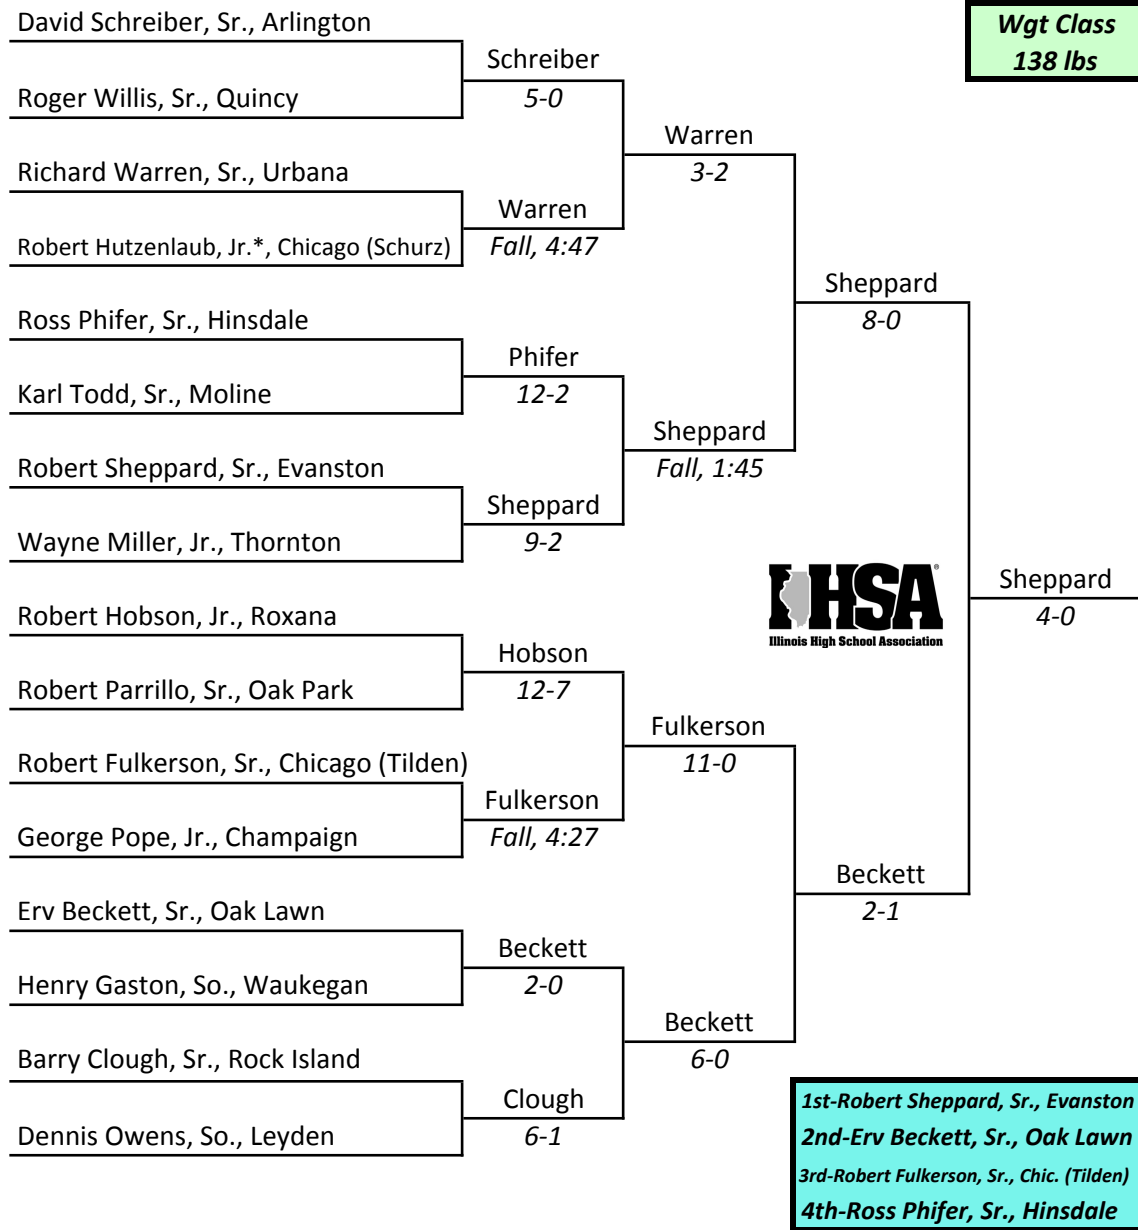 David Schreiber, Sr., Arlington
Wgt Class
138 lbs
Schreiber
5-0
Roger Willis, Sr., Quincy
Warren
3-2
Richard Warren, Sr., Urbana
Warren
Fall, 4:47
Robert Hutzenlaub, Jr.*, Chicago (Schurz)
Sheppard
8-0
Ross Phifer, Sr., Hinsdale
Phifer
12-2
Karl Todd, Sr., Moline
Sheppard
Fall, 1:45
Robert Sheppard, Sr., Evanston
Sheppard
9-2
Wayne Miller, Jr., Thornton
IHSA®
Illinois High School Association
Sheppard
4-0
Robert Hobson, Jr., Roxana
Hobson
12-7
Robert Parrillo, Sr., Oak Park
Fulkerson
11-0
Robert Fulkerson, Sr., Chicago (Tilden)
Fulkerson
Fall, 4:27
George Pope, Jr., Champaign
Beckett
2-1
Erv Beckett, Sr., Oak Lawn
Beckett
2-0
Henry Gaston, So., Waukegan
Beckett
6-0
Barry Clough, Sr., Rock Island
Clough
6-1
Dennis Owens, So., Leyden
1st-Robert Sheppard, Sr., Evanston
2nd-Erv Beckett, Sr., Oak Lawn
3rd-Robert Fulkerson, Sr., Chic. (Tilden)
4th-Ross Phifer, Sr., Hinsdale